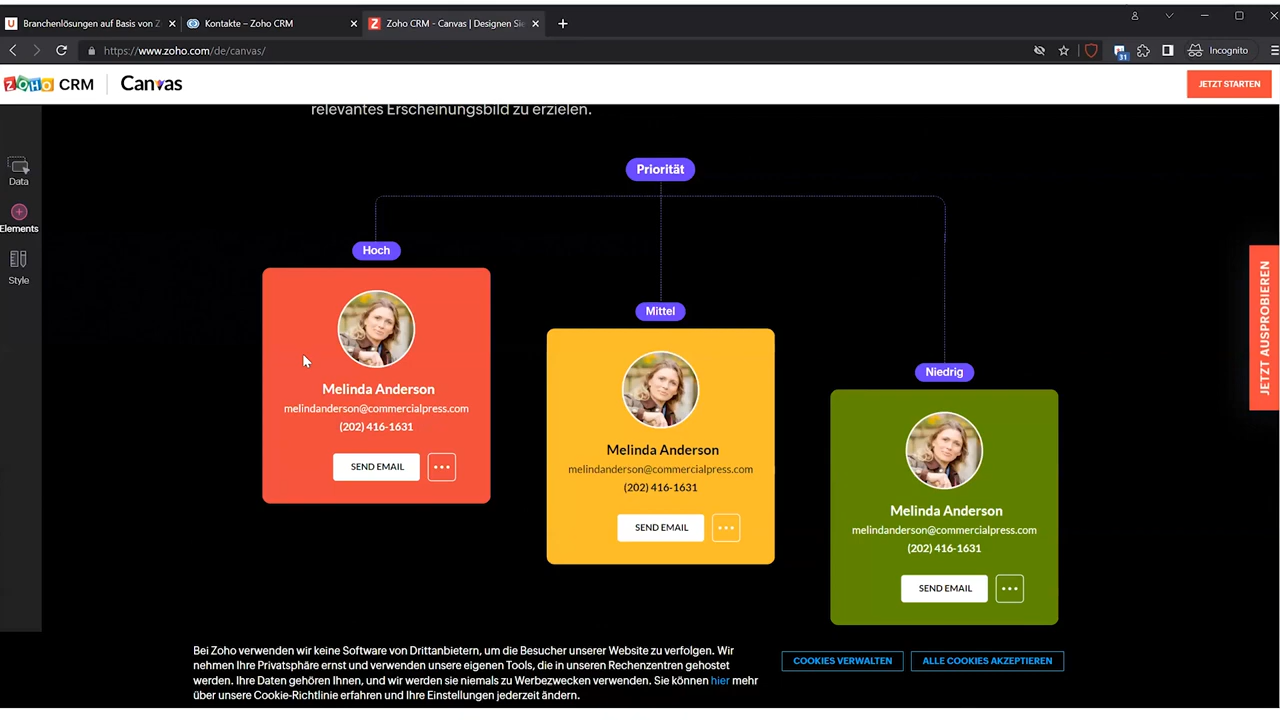 Branchenlösungen auf Basis von Z
Kontakte – Zoho CRM
Zoho CRM - Canvas | Designen Sie
https://www.zoho.com/de/canvas/
31
Incognito
ZOHO CRM
Canvas
JETZT STARTEN
relevantes Erscheinungsbild zu erzielen.
Data
Elements
Style
Priorität
Hoch
Melinda Anderson
melindanderson@commercialpress.com
(202) 416-1631
SEND EMAIL
Mittel
Melinda Anderson
melindanderson@commercialpress.com
(202) 416-1631
SEND EMAIL
Niedrig
Melinda Anderson
melindanderson@commercialpress.com
(202) 416-1631
SEND EMAIL
JETZT AUSPROBIEREN
Bei Zoho verwenden wir keine Software von Drittanbietern, um die Besucher unserer Website zu verfolgen. Wir
nehmen Ihre Privatsphäre ernst und verwenden unsere eigenen Tools, die in unseren Rechenzentren gehostet
werden. Ihre Daten gehören Ihnen, und wir werden sie niemals zu Werbezwecken verwenden. Sie können hier mehr
über unsere Cookie-Richtlinie erfahren und Ihre Einstellungen jederzeit ändern.
COOKIES VERWALTEN
ALLE COOKIES AKZEPTIEREN